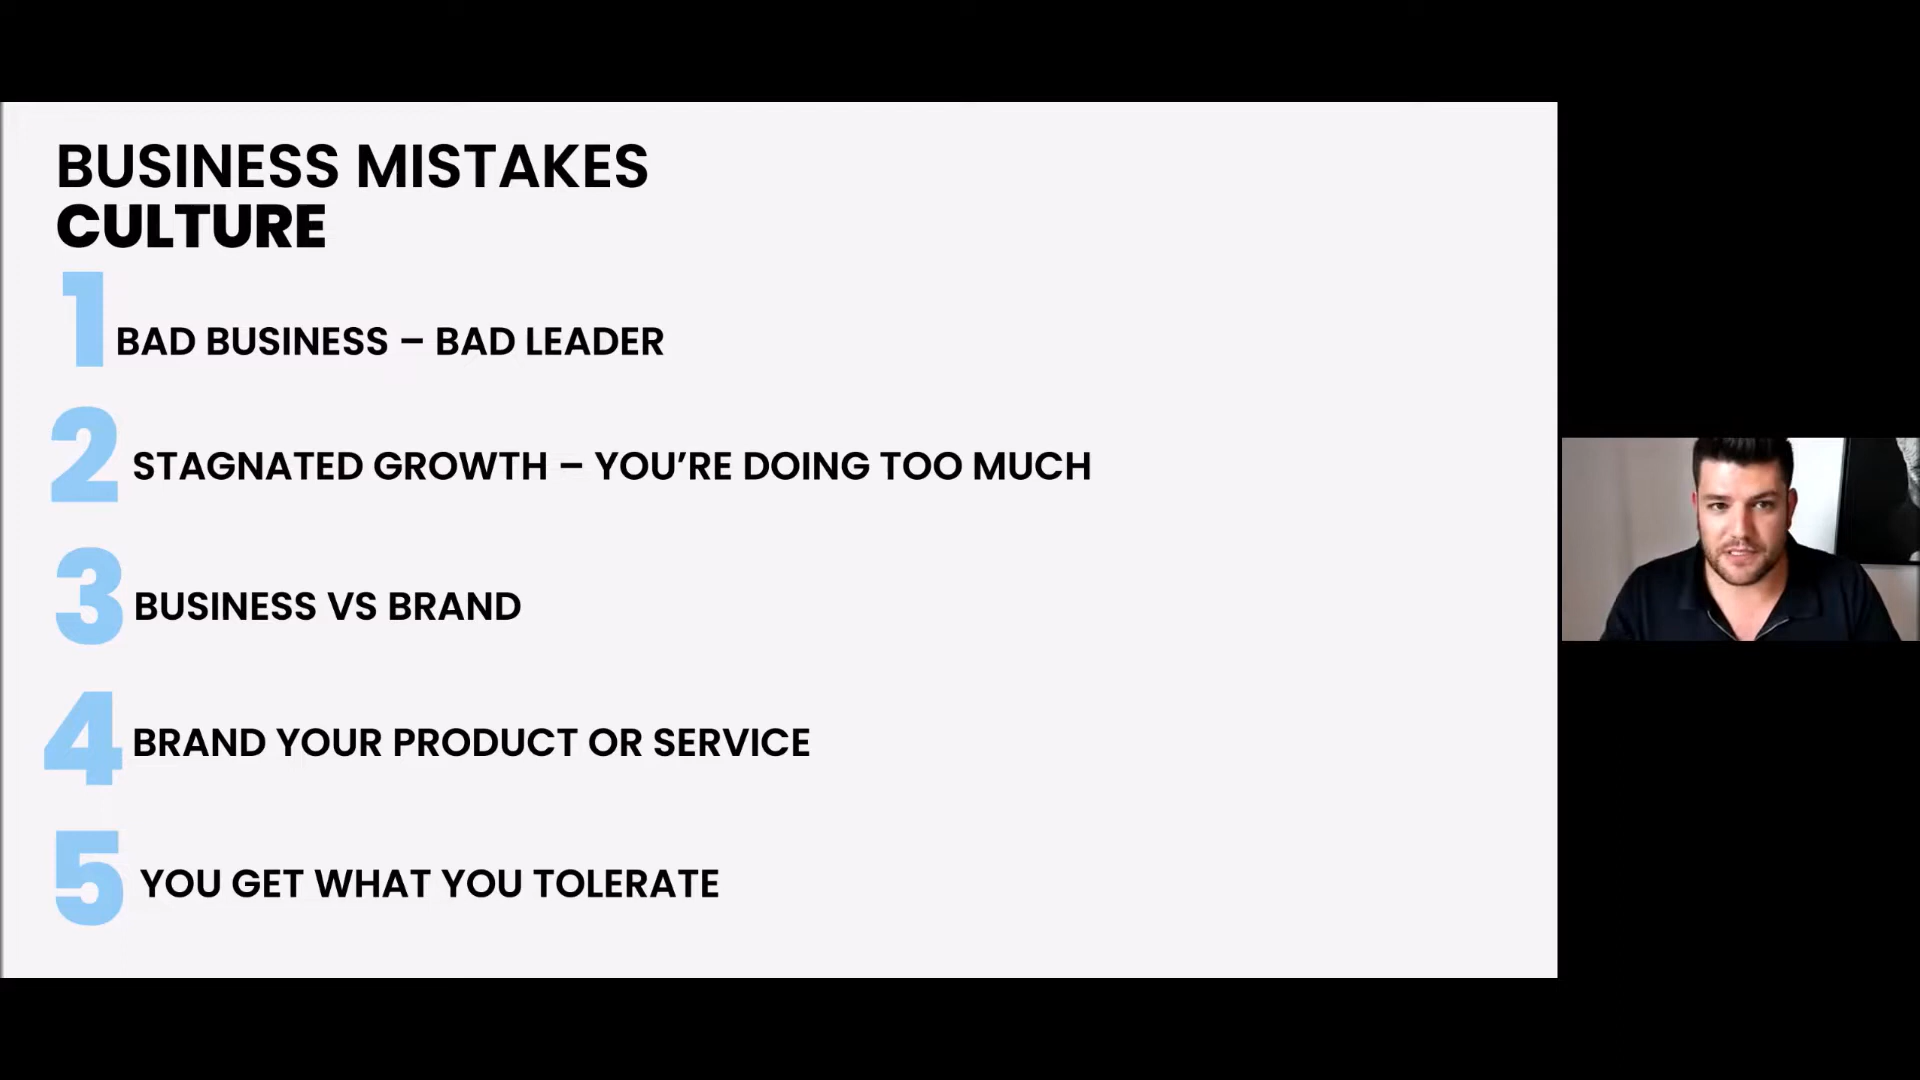 BUSINESS MISTAKES
CULTURE
1 BAD BUSINESS – BAD LEADER
2 STAGNATED GROWTH – YOU’RE DOING TOO MUCH
3 BUSINESS VS BRAND
4 BRAND YOUR PRODUCT OR SERVICE
5 YOU GET WHAT YOU TOLERATE